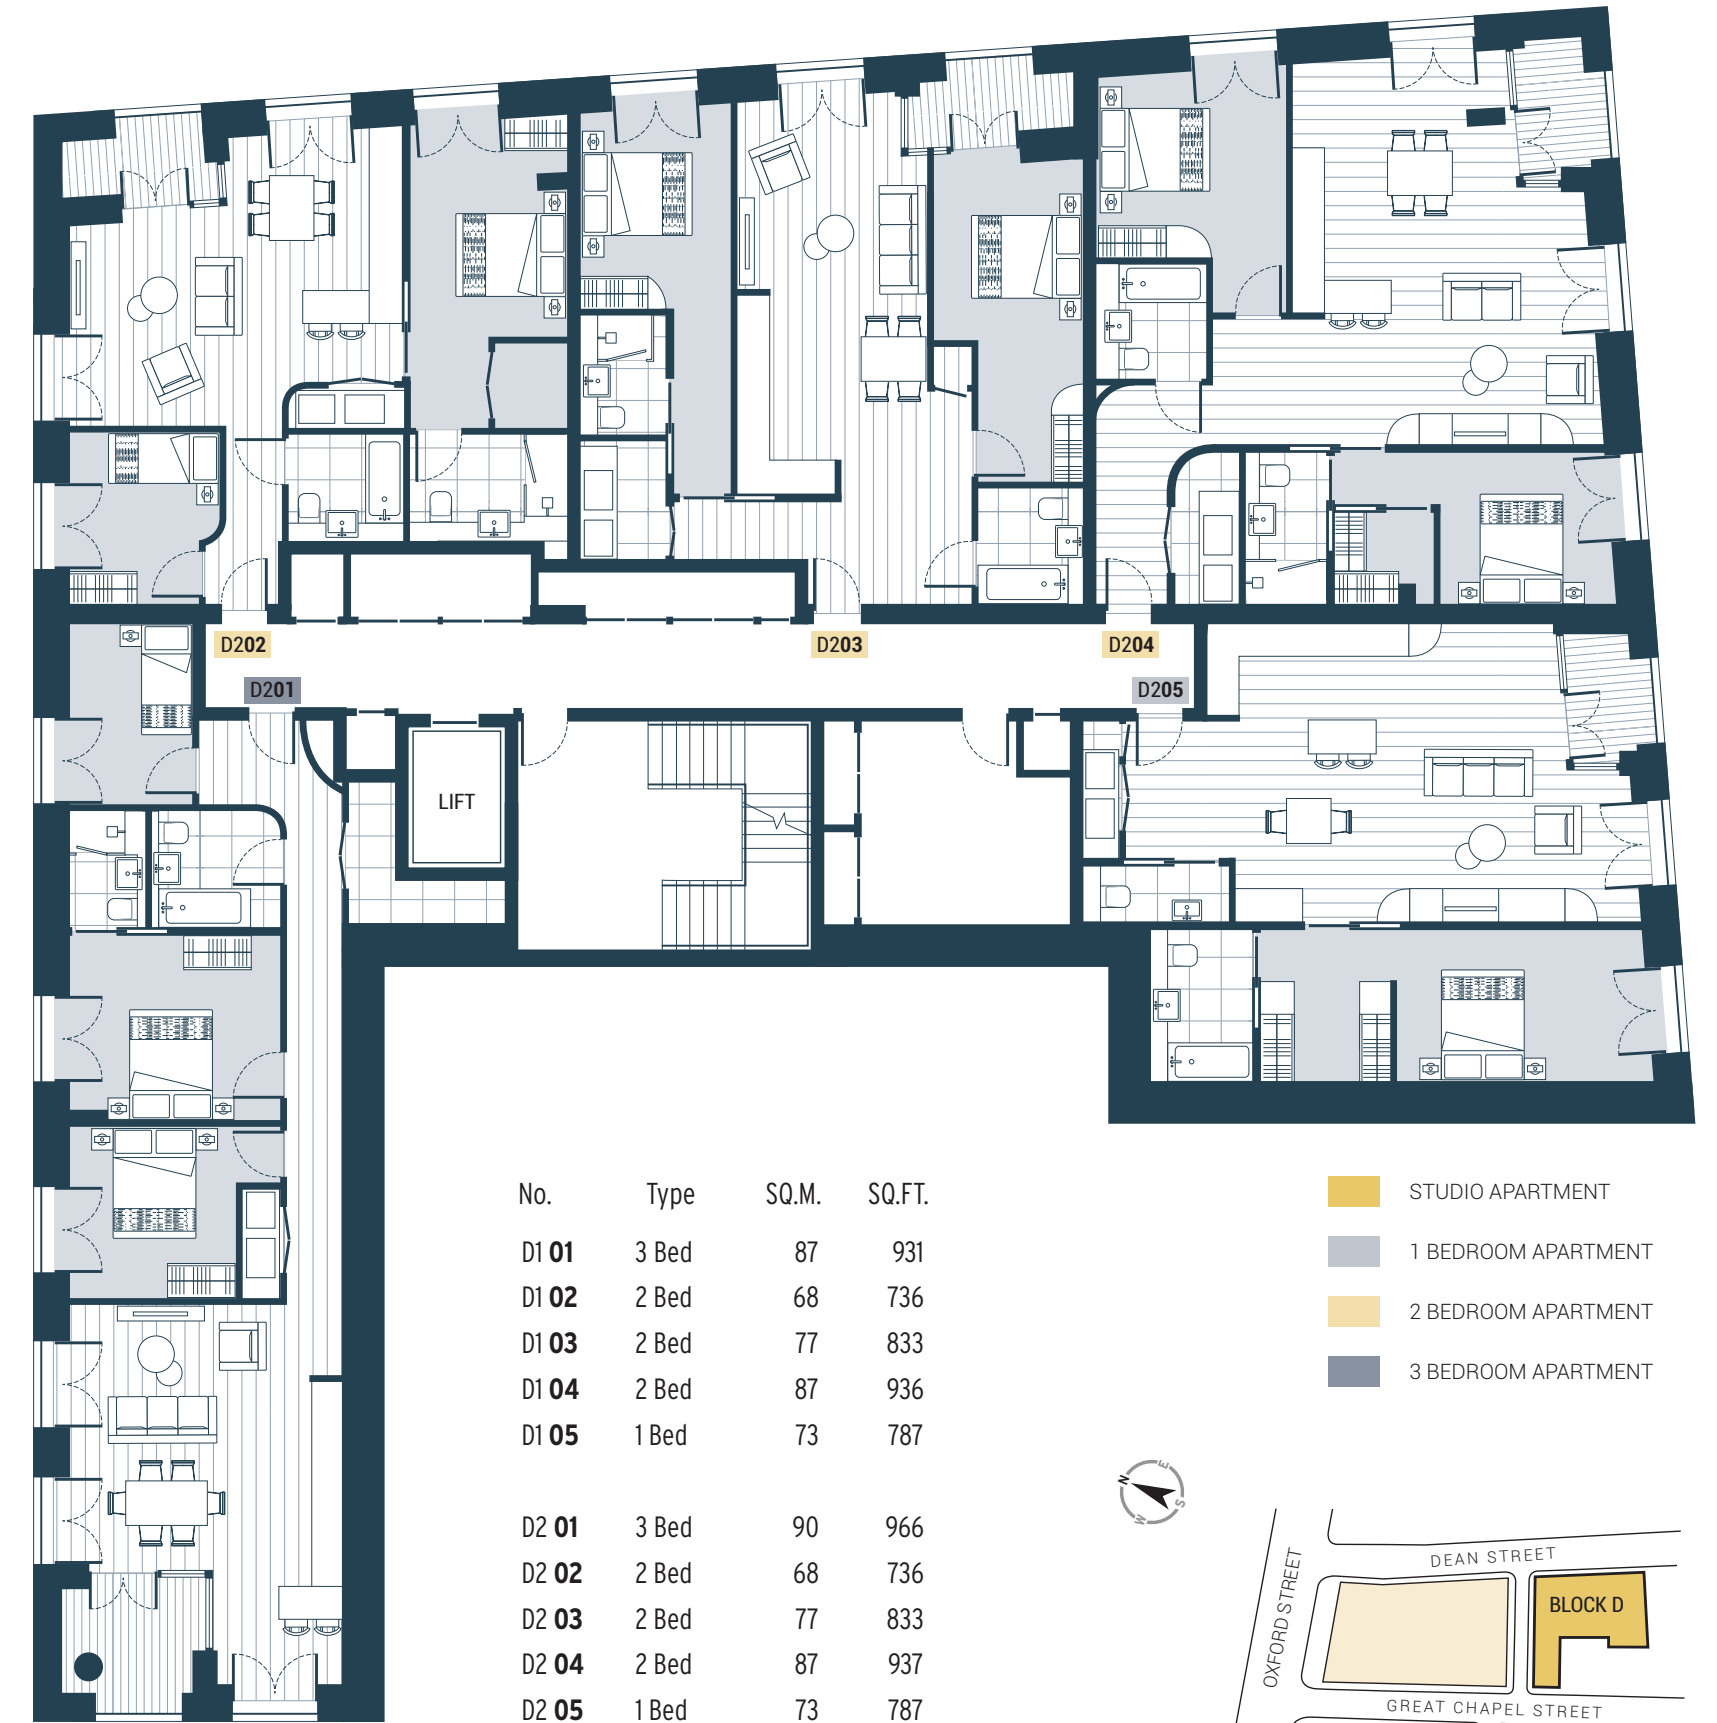 D202
D203
D204
D201
D205
LIFT
No. Type SQ.M. SQ.FT.
D1 01 3 Bed 87 931
D1 02 2 Bed 68 736
D1 03 2 Bed 77 833
D1 04 2 Bed 87 936
D1 05 1 Bed 73 787
D2 01 3 Bed 90 966
D2 02 2 Bed 68 736
D2 03 2 Bed 77 833
D2 04 2 Bed 87 937
D2 05 1 Bed 73 787
STUDIO APARTMENT
1 BEDROOM APARTMENT
2 BEDROOM APARTMENT
3 BEDROOM APARTMENT
N
E
S
W
DEAN STREET
OXFORD STREET
BLOCK D
GREAT CHAPEL STREET